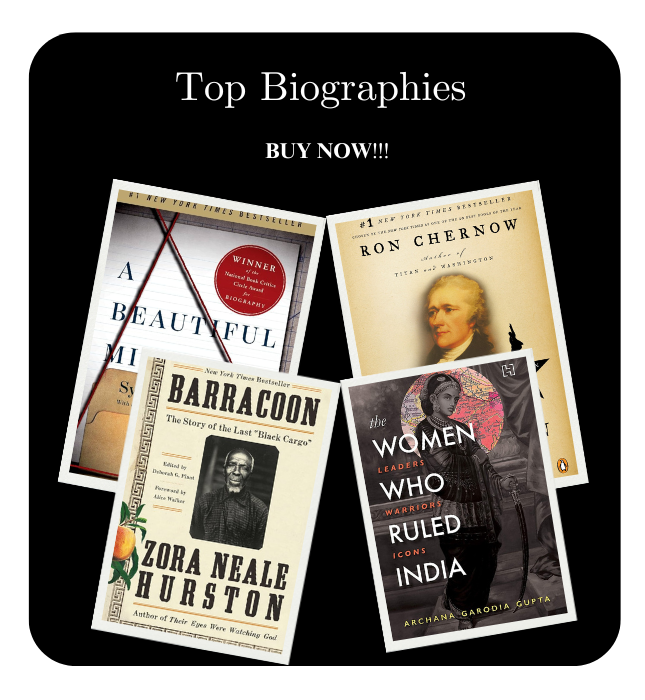 Top Biographies
BUY NOW!!!
#1 NEW YORK TIMES BESTSELLER
WINNER
of the
National Book Critics
Circle Award
for
BIOGRAPHY
A
BEAUTIFUL
#1 NEW YORK TIMES BESTSELLER
RON CHERNOW
Author of
TITAN and WASHINGTON
New York Times Bestseller
BARRACOON
The Story of the Last "Black Cargo"
Edited by
Deborah G. Plant
Foreword by
Alice Walker
ZORA NEALE
HURSTON
Author of Their Eyes Were Watching God
the
WOMEN
LEADERS
WHO
WARRIORS
RULED
ICONS
INDIA
ARCHANA GARODIA GUPTA